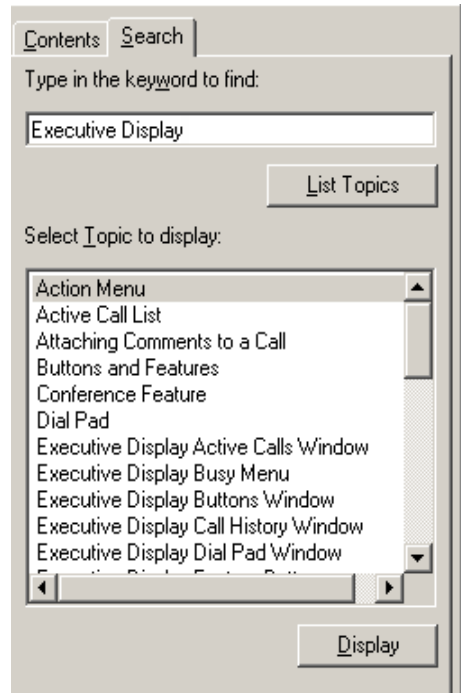 Contents Search
Type in the keyword to find:
Executive Display
List Topics
Select Topic to display:
Action Menu
Active Call List
Attaching Comments to a Call
Buttons and Features
Conference Feature
Dial Pad
Executive Display Active Calls Window
Executive Display Busy Menu
Executive Display Buttons Window
Executive Display Call History Window
Executive Display Dial Pad Window
Display